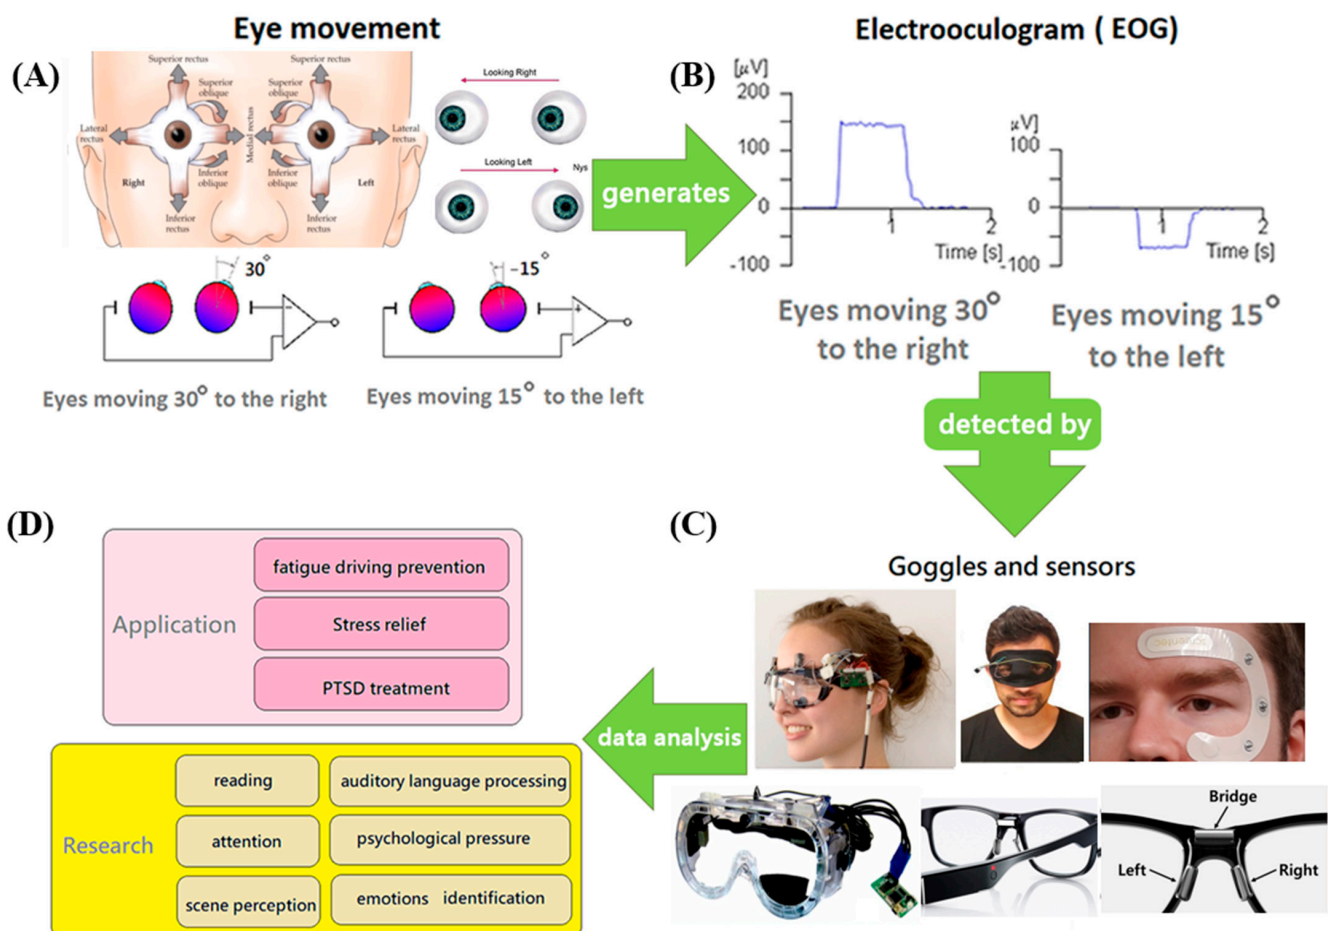 Eye movement
Electrooculogram ( EOG)
(A)
Superior rectus
Superior rectus
Superior
oblique
Superior
oblique
Lateral
rectus
Medial rectus
Lateral
rectus
Right
Inferior
oblique
Inferior
oblique
Left
Inferior
rectus
Inferior
rectus
Looking Right
Looking Left
Nys
generates
30°
-15°
−
+
Eyes moving 30° to the right
Eyes moving 15° to the left
(B)
[µV]
200
100
0
-100
1
2
Time [s]
µV]
100
0
-100
1
2
Time [s]
Eyes moving 30°
to the right
Eyes moving 15°
to the left
detected by
(C)
Goggles and sensors
screentec
Bridge
Left
Right
data analysis
(D)
Application
fatigue driving prevention
Stress relief
PTSD treatment
Research
reading
auditory language processing
attention
psychological pressure
scene perception
emotions identification